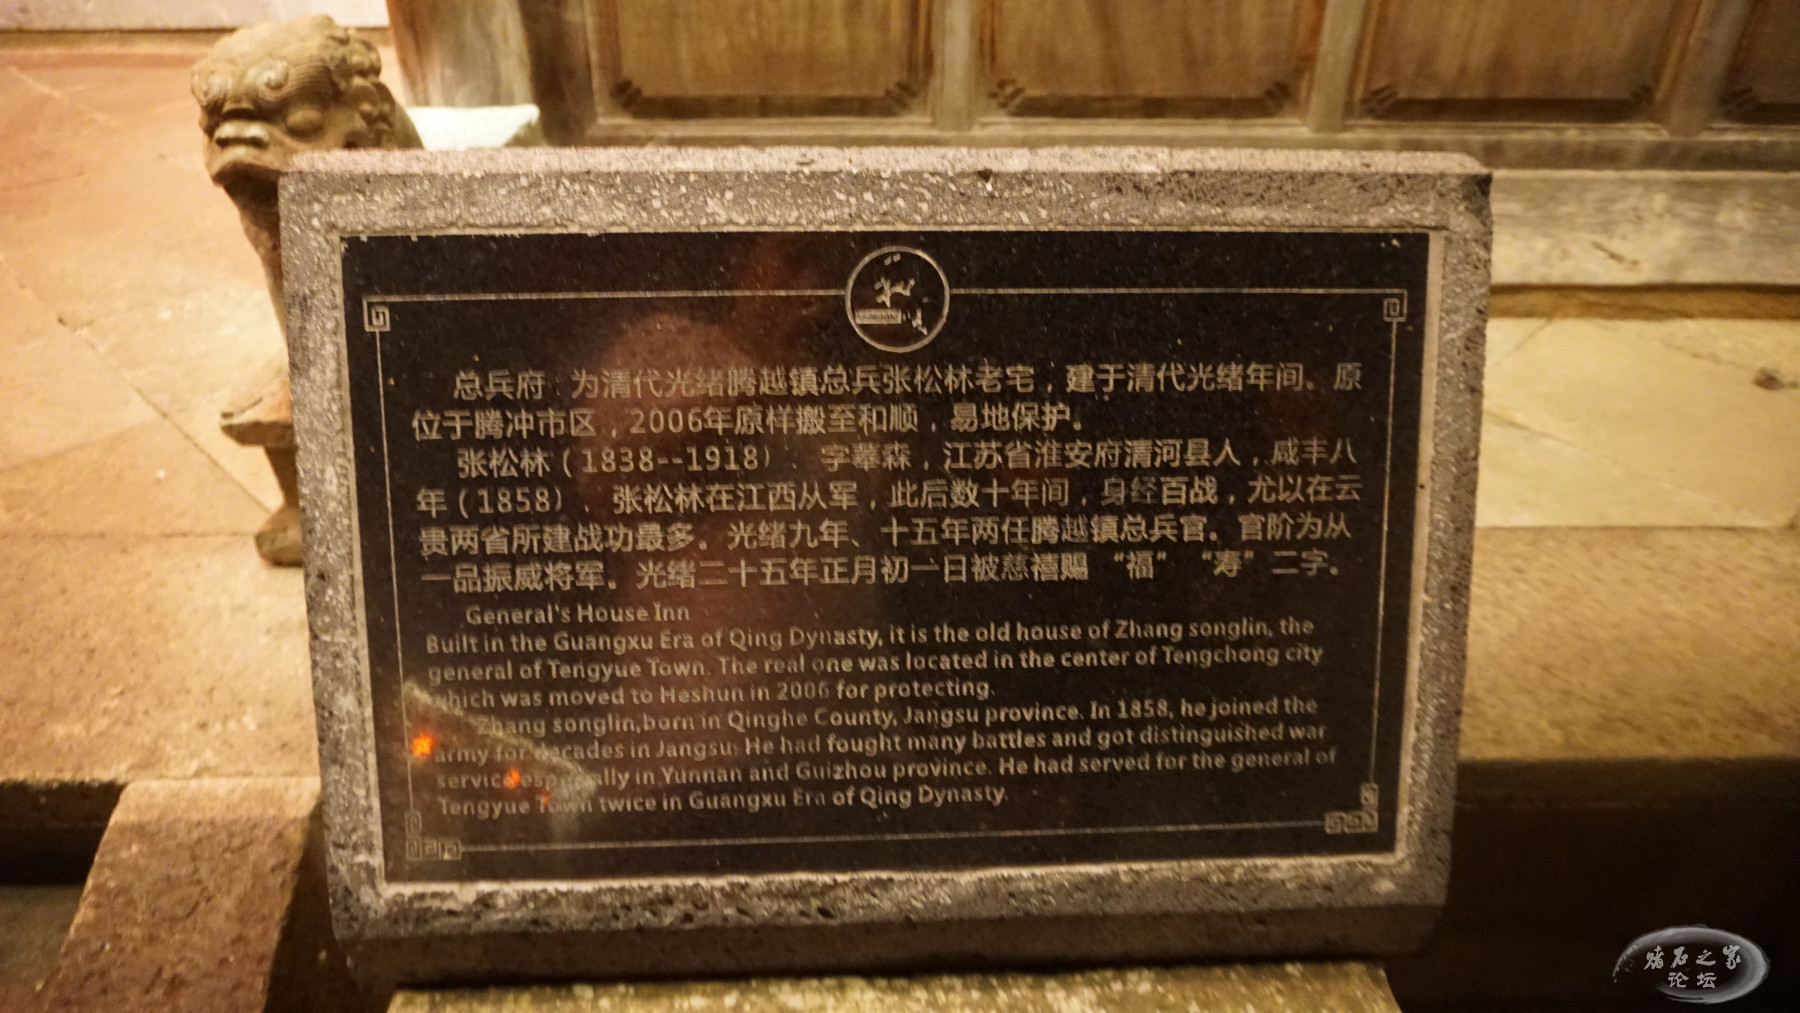 总兵府：为清代光绪腾越镇总兵张松林老宅，建于清代光绪年间。原
位于腾冲市区，2006年原样搬至和顺，易地保护。
张松林（1838--1918）、字摹森，江苏省淮安府清河县人，咸丰八
年（1858）、张松林在江西从军，此后数十年间，身经百战，尤以在云
贵两省所建战功最多。光绪九年、十五年两任腾越镇总兵官。官阶为从
一品振威将军。光绪二十五年正月初一日被慈禧赐“福”“寿”二字。
General's House Inn
Built in the Guangxu Era of Qing Dynasty, it is the old house of Zhang songlin, the
general of Tengyue Town. The real one was located in the center of Tengchong city
which was moved to Heshun in 2006 for protecting.
Zhang songlin,born in Qinghe County, Jangsu province. In 1858, he joined the
army for decades in Jangsu. He had fought many battles and got distinguished war
service especially in Yunnan and Guizhou province. He had served for the general of
Tengyue Town twice in Guangxu Era of Qing Dynasty.
石之家
论坛